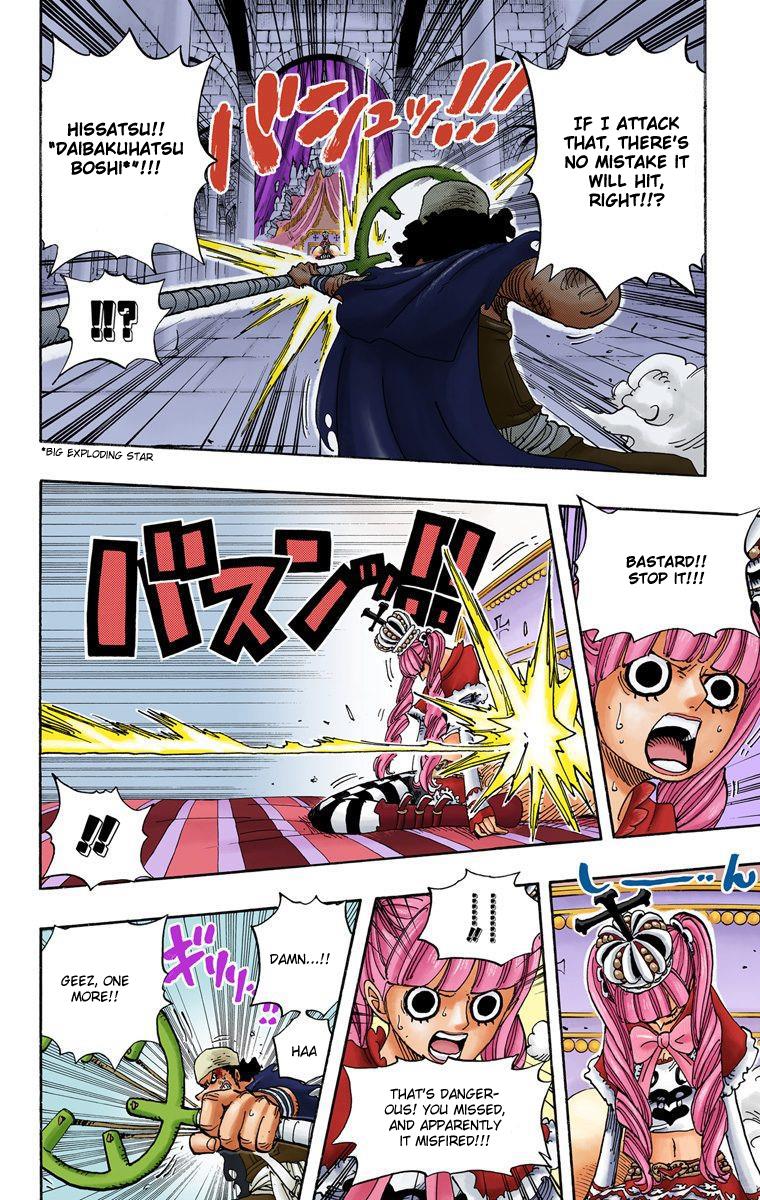 IF I ATTACK
THAT, THERE'S
NO MISTAKE IT
WILL HIT,
RIGHT!!?
バシュッ!!!
HISSATSU!!
"DAIBAKUHATSU
BOSHI*"!!!
!!?
*BIG EXPLODING STAR
BASTARD!!
STOP IT!!!
バスンッ!!
!!
しーーん
!!!!!!!!
THAT'S DANGER-
OUS! YOU MISSED,
AND APPARENTLY
IT MISFIRED!!!
DAMN...!!
HAA
ギリリ...!!
GEEZ, ONE
MORE!!